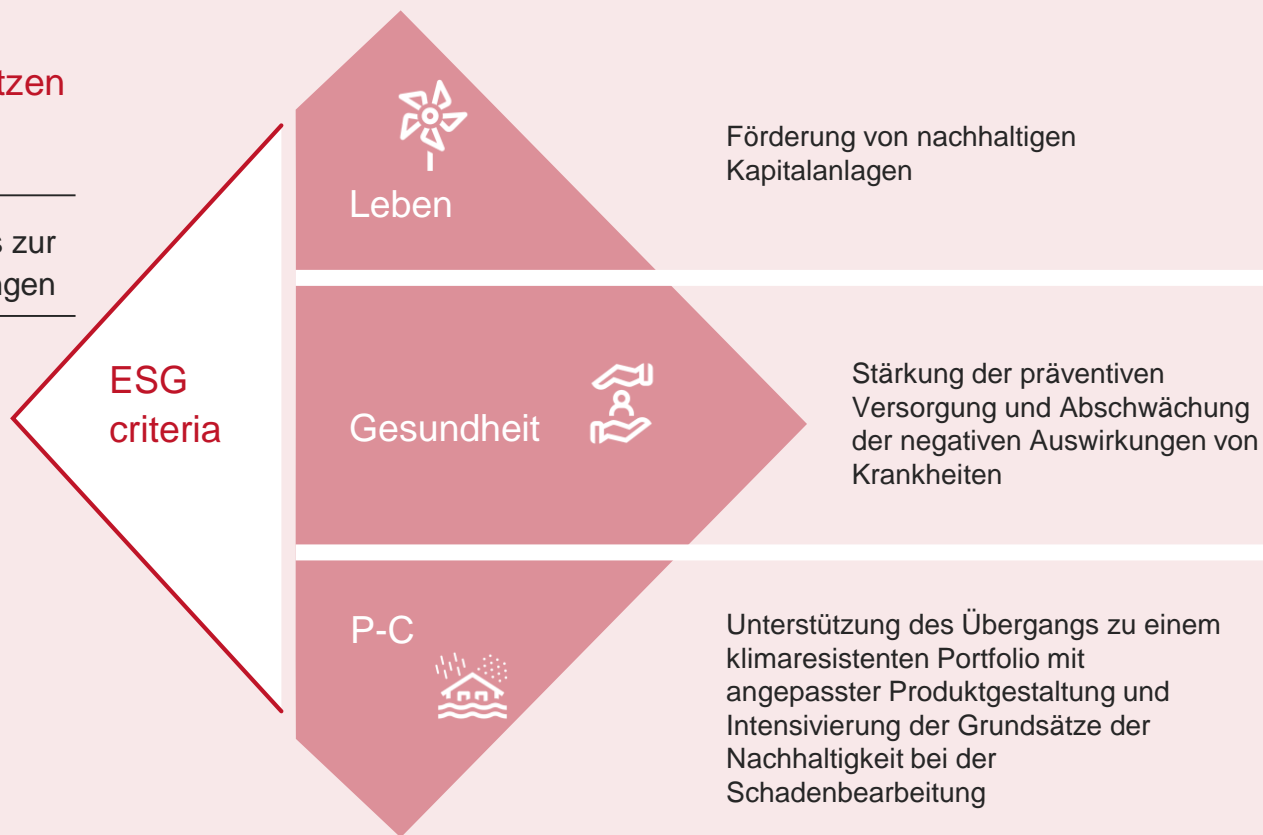 tzen
s zur
ngen
ESG
criteria
Leben
Förderung von nachhaltigen
Kapitalanlagen
Gesundheit
Stärkung der präventiven
Versorgung und Abschwächung
der negativen Auswirkungen von
Krankheiten
P-C
Unterstützung des Übergangs zu einem
klimaresistenten Portfolio mit
angepasster Produktgestaltung und
Intensivierung der Grundsätze der
Nachhaltigkeit bei der
Schadenbearbeitung